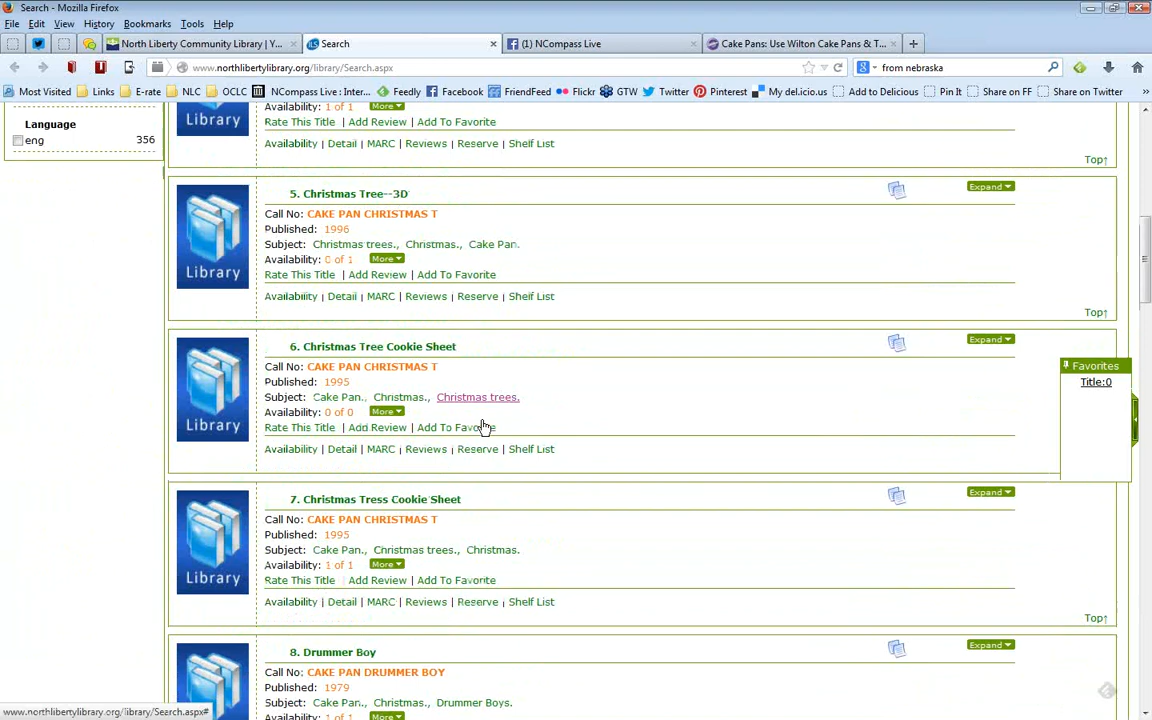 Search - Mozilla Firefox
File Edit View History Bookmarks Tools Help
North Liberty Community Library | Y... × Search × (1) NCompass Live × Cake Pans: Use Wilton Cake Pans & T... ×
www.northlibertylibrary.org/library/Search.aspx from nebraska
Most Visited Links E-rate NLC OCLC NCompass Live : Inter... Feedly Facebook FriendFeed Flickr GTW Twitter Pinterest My del.icio.us Add to Delicious Pin It Share on FF Share on Twitter »
Language
eng 356
Availability: 1 of 1 More
Rate This Title | Add Review | Add To Favorite
Availability | Detail | MARC | Reviews | Reserve | Shelf List
Top↑
Library
5. Christmas Tree--3D Expand
Call No: CAKE PAN CHRISTMAS T
Published: 1996
Subject: Christmas trees., Christmas., Cake Pan.
Availability: 0 of 1 More
Rate This Title | Add Review | Add To Favorite
Availability | Detail | MARC | Reviews | Reserve | Shelf List
Top↑
Library
6. Christmas Tree Cookie Sheet Expand
Call No: CAKE PAN CHRISTMAS T
Published: 1995
Subject: Cake Pan., Christmas., Christmas trees.
Availability: 0 of 0 More
Rate This Title | Add Review | Add To Favorite
Availability | Detail | MARC | Reviews | Reserve | Shelf List
Library
Favorites
Title:0
7. Christmas Tress Cookie Sheet Expand
Call No: CAKE PAN CHRISTMAS T
Published: 1995
Subject: Cake Pan., Christmas trees., Christmas.
Availability: 1 of 1 More
Rate This Title | Add Review | Add To Favorite
Availability | Detail | MARC | Reviews | Reserve | Shelf List
Top↑
Library
8. Drummer Boy Expand
Call No: CAKE PAN DRUMMER BOY
Published: 1979
Subject: Cake Pan., Christmas., Drummer Boys.
Availability: 1 of 1 More
www.northlibertylibrary.org/library/Search.aspx#